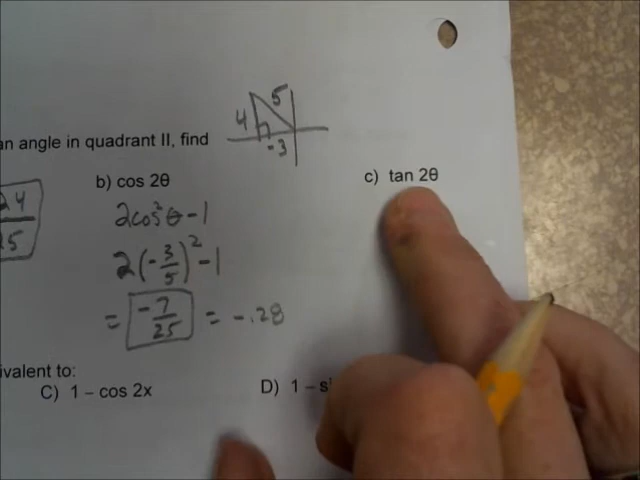 an angle in quadrant II, find
4 5
-3
b) cos 2θ
c) tan 2θ
24
25
2cos²θ-1
2(-3/5)²-1
= -7/25 = -.28
ivalent to:
C) 1 – cos 2x
D) 1 – s